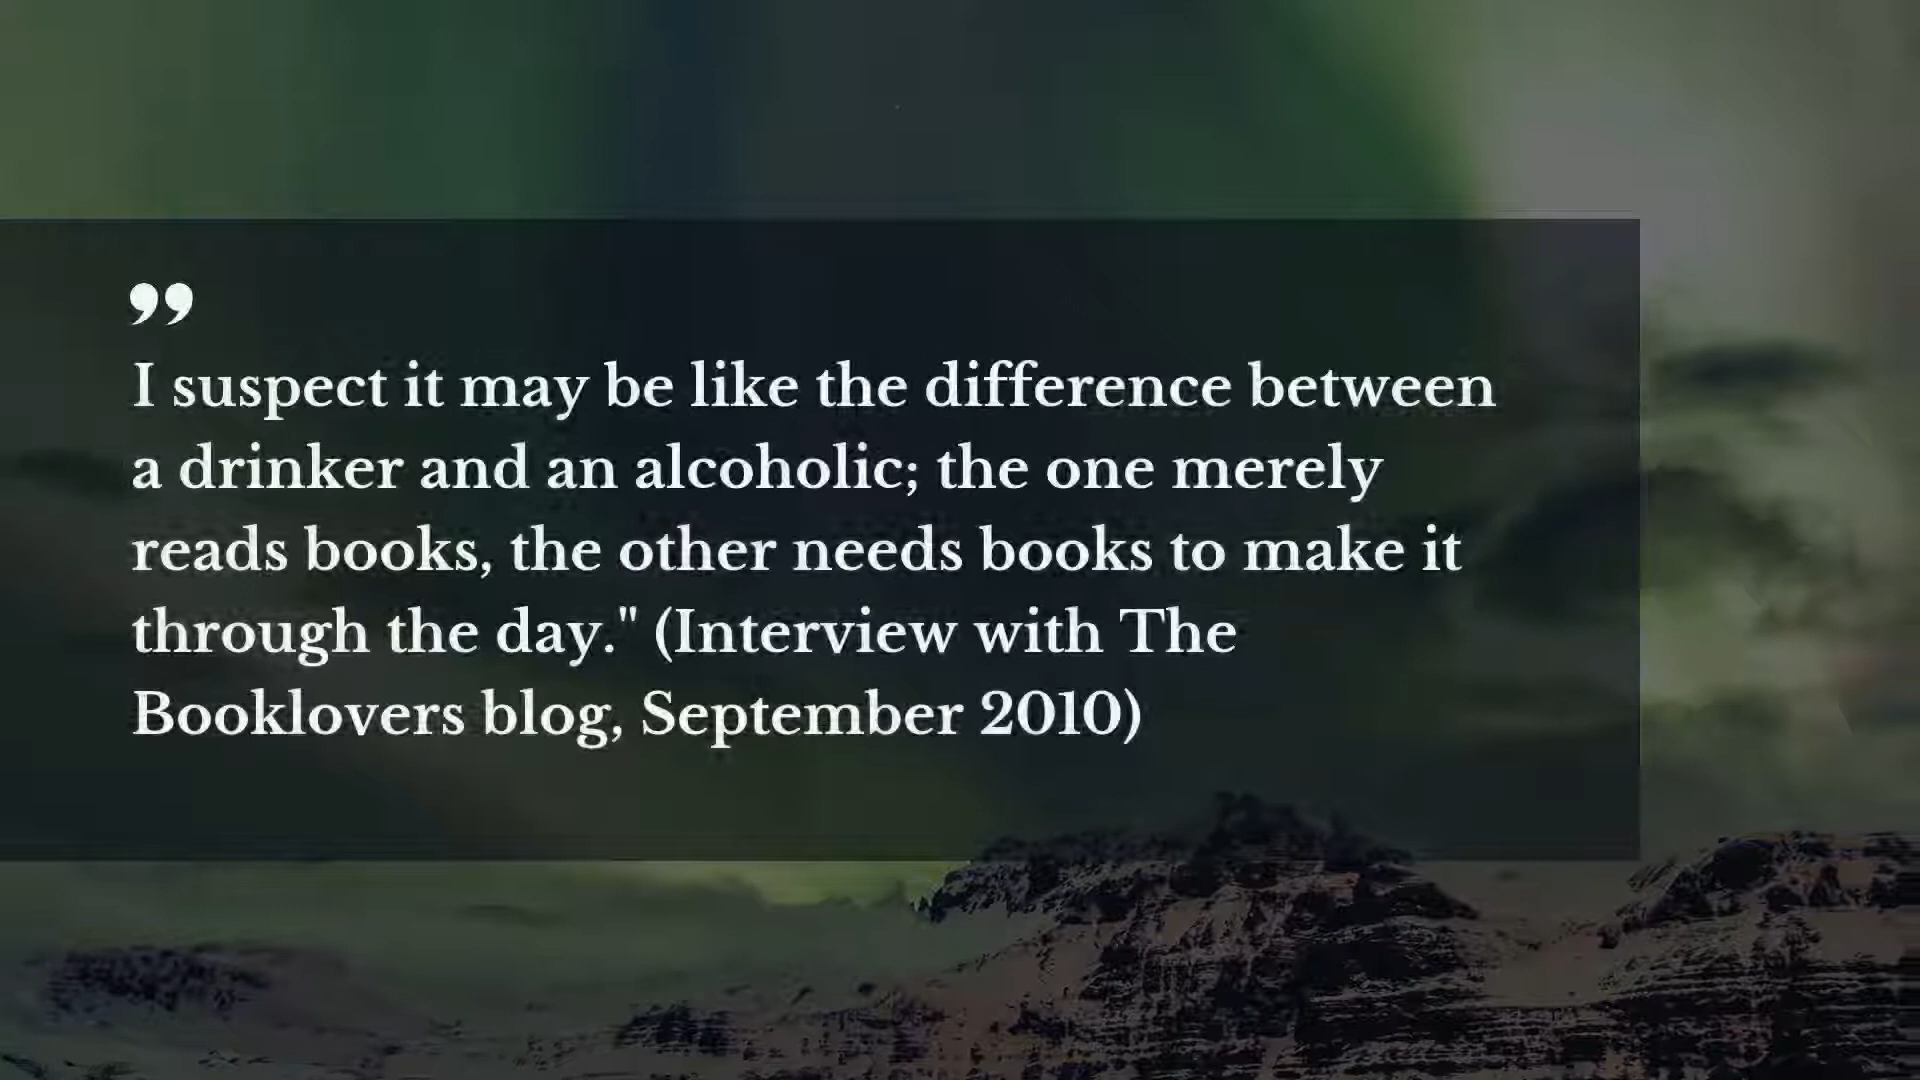 ”
I suspect it may be like the difference between
a drinker and an alcoholic; the one merely
reads books, the other needs books to make it
through the day." (Interview with The
Booklovers blog, September 2010)